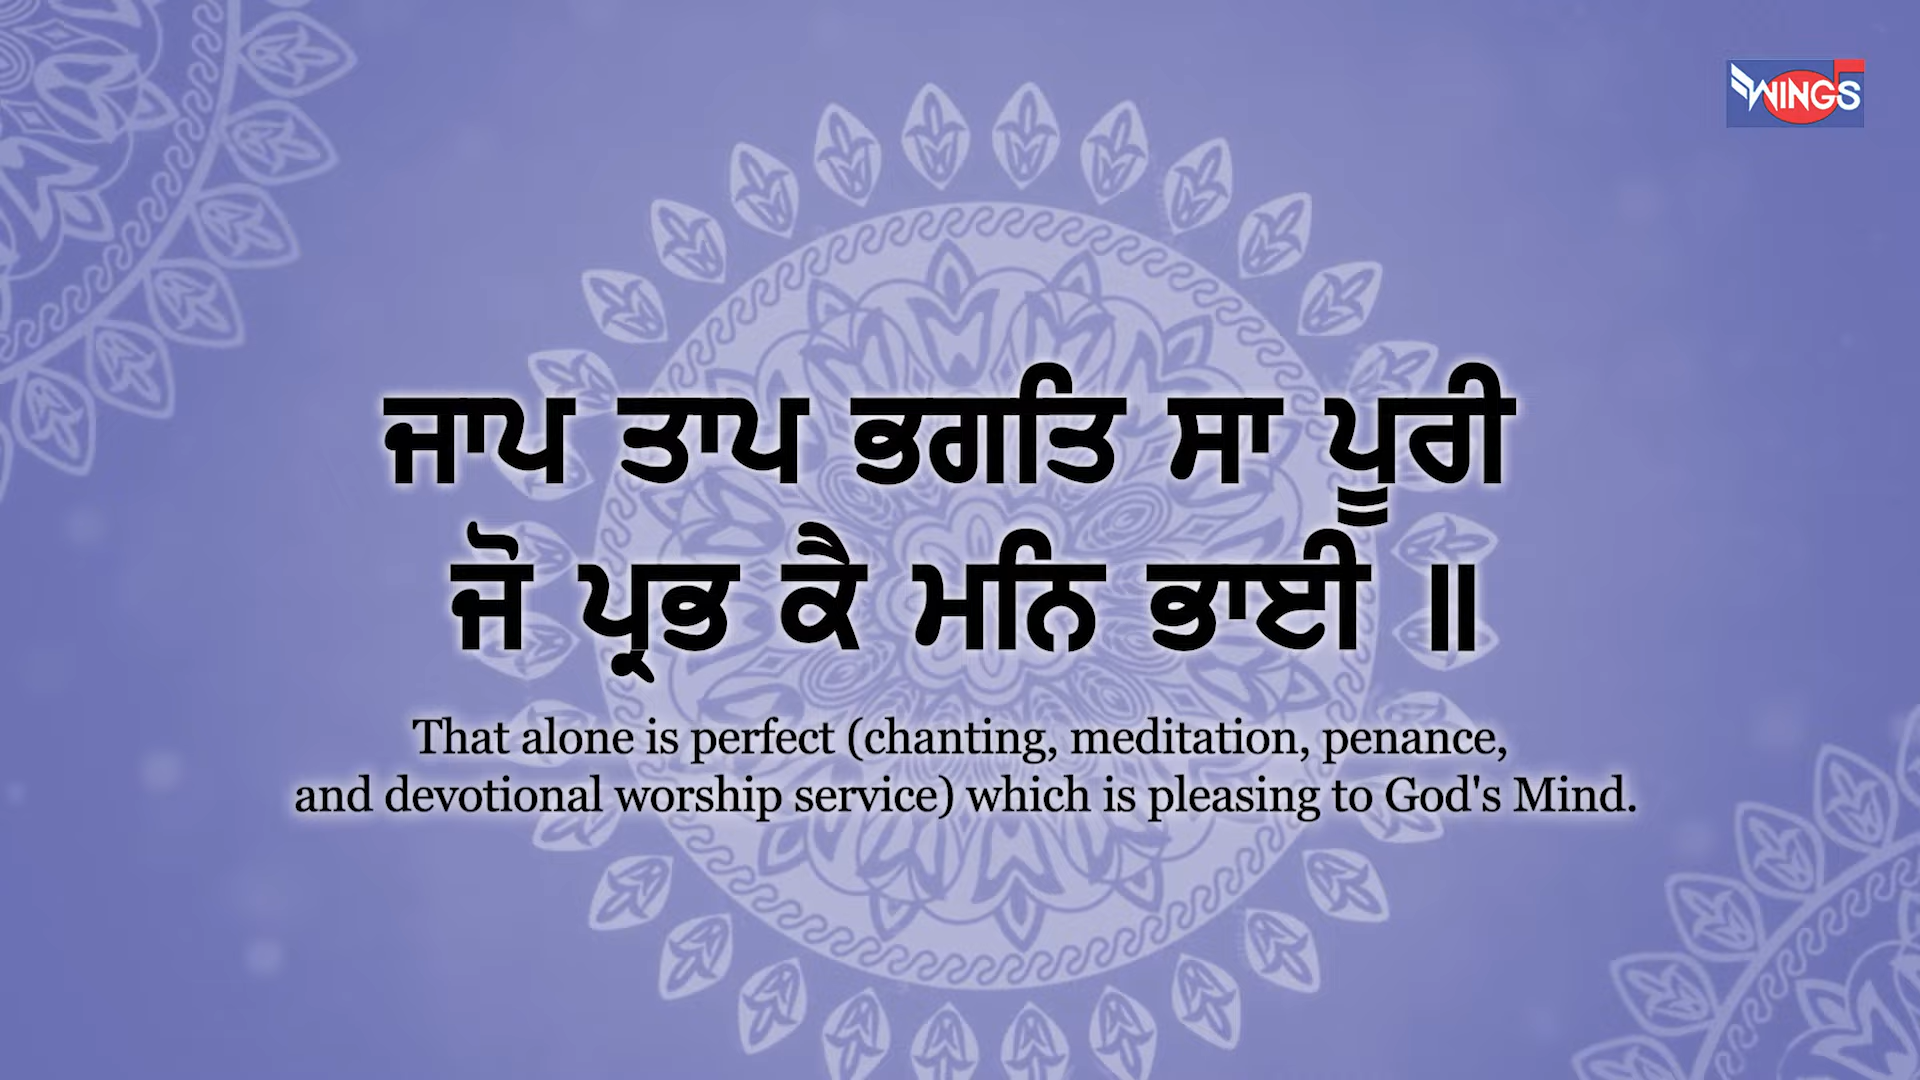 WINGS
ਜਾਪ ਤਾਪ ਭਗਤਿ ਸਾ ਪੂਰੀ
ਜੋ ਪ੍ਰਭ ਕੈ ਮਨਿ ਭਾਈ ॥
That alone is perfect (chanting, meditation, penance,
and devotional worship service) which is pleasing to God's Mind.